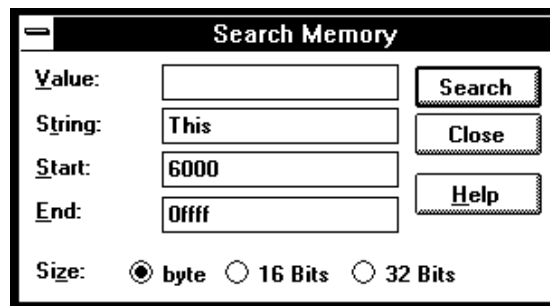 Search Memory
Value:
Search
String: This
Close
Start: 6000
Help
End: 0ffff
Size: byte 16 Bits 32 Bits